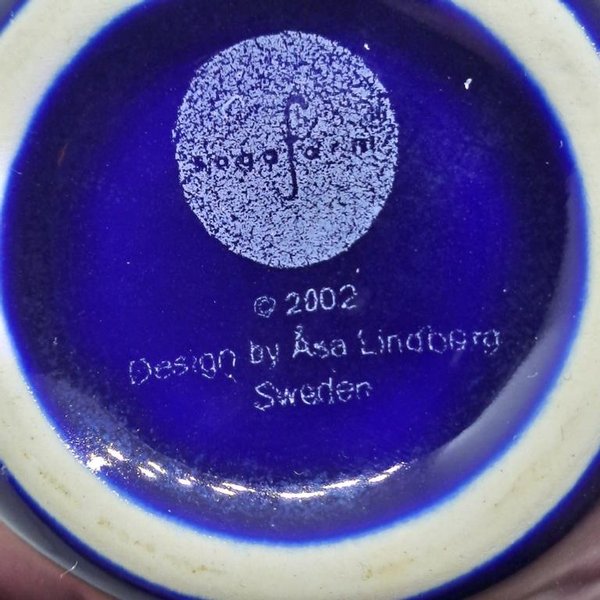 sagaform
© 2002
Design by Åsa Lindberg
Sweden